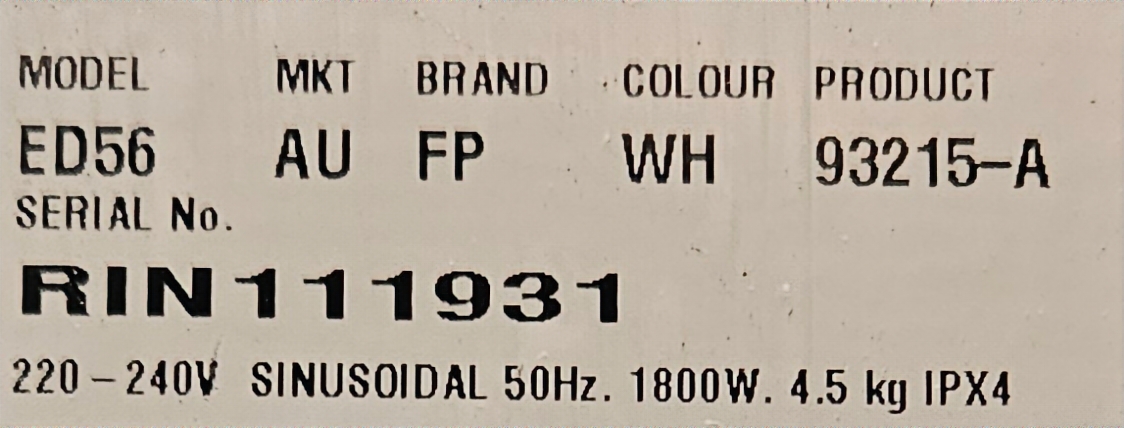 MODEL MKT BRAND COLOUR PRODUCT
ED56 AU FP WH 93215-A
SERIAL No.
RIN111931
220-240V SINUSOIDAL 50Hz. 1800W. 4.5 kg IPX4